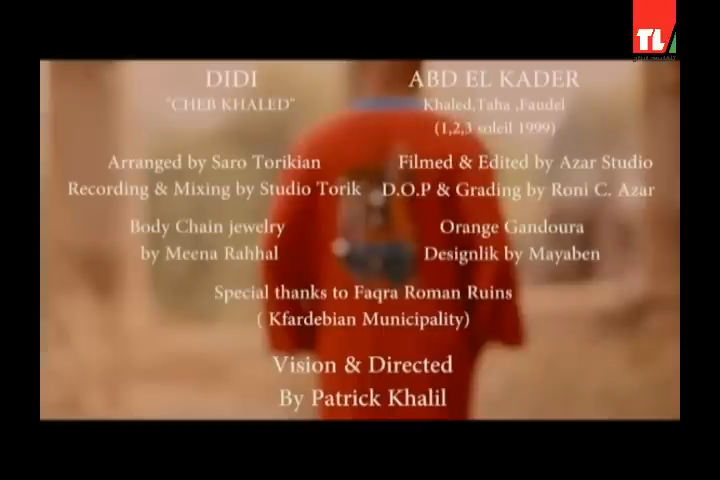 TL
DIDI
"CHEB KHALED"
ABD EL KADER
Khaled,Taha ,Faudel
(1,2,3 soleil 1999)
Arranged by Saro Torikian
Recording & Mixing by Studio Torik
Filmed & Edited by Azar Studio
D.O.P & Grading by Roni C. Azar
Body Chain jewelry
by Meena Rahhal
Orange Gandoura
Designlik by Mayaben
Special thanks to Faqra Roman Ruins
( Kfardebian Municipality)
Vision & Directed
By Patrick Khalil